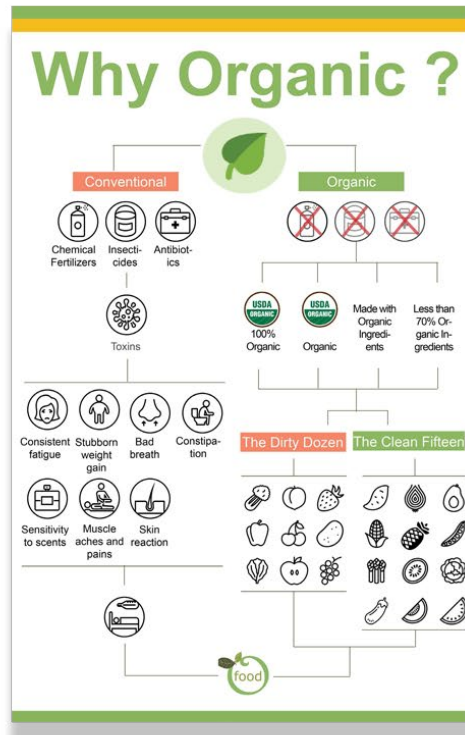 Why Organic ?
Conventional
Organic
Chemical
Fertilizers
Insecti-
cides
Antibiot-
ics
Toxins
USDA
ORGANIC
100%
Organic
USDA
ORGANIC
Organic
Made with
Organic
Ingredi-
ents
Less than
70% Or-
ganic In-
gredients
Consistent
fatigue
Stubborn
weight
gain
Bad
breath
Constipa-
tion
The Dirty Dozen
The Clean Fifteen
Sensitivity
to scents
Muscle
aches and
pains
Skin
reaction
food